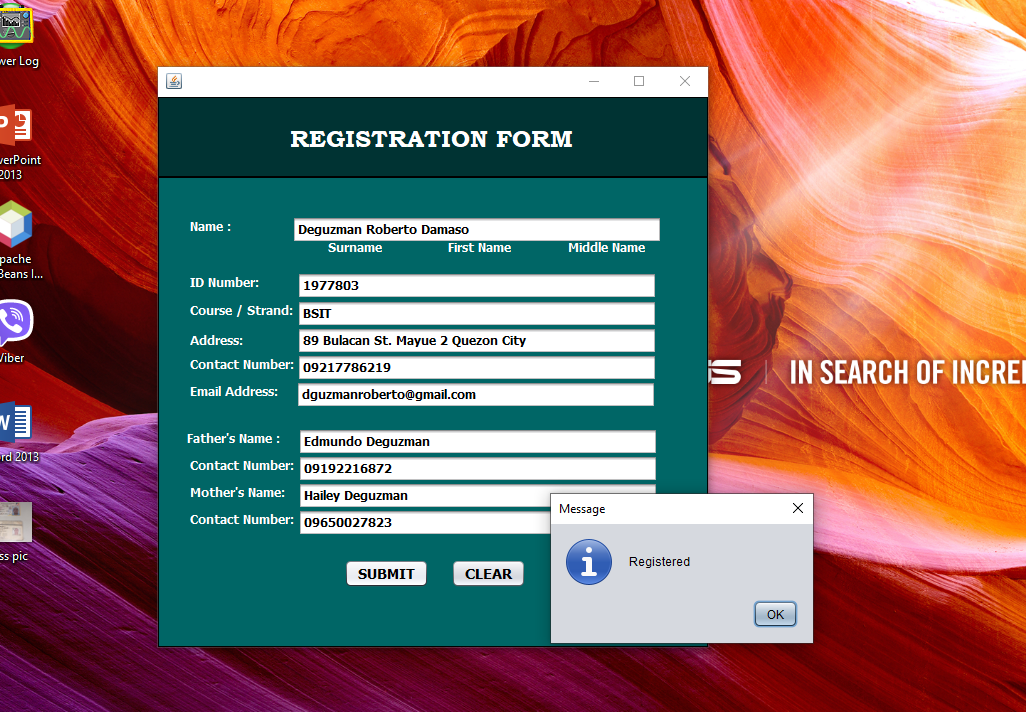 wer Log
verPoint
2013
pache
Beans I...
Viber
ord 2013
ss pic
REGISTRATION FORM
Name :
Deguzman Roberto Damaso
Surname First Name Middle Name
ID Number: 1977803
Course / Strand: BSIT
Address: 89 Bulacan St. Mayue 2 Quezon City
Contact Number: 09217786219
Email Address: dguzmanroberto@gmail.com
Father's Name : Edmundo Deguzman
Contact Number: 09192216872
Mother's Name: Hailey Deguzman
Contact Number: 09650027823
SUBMIT CLEAR
Message
Registered
OK
IN SEARCH OF INCRE